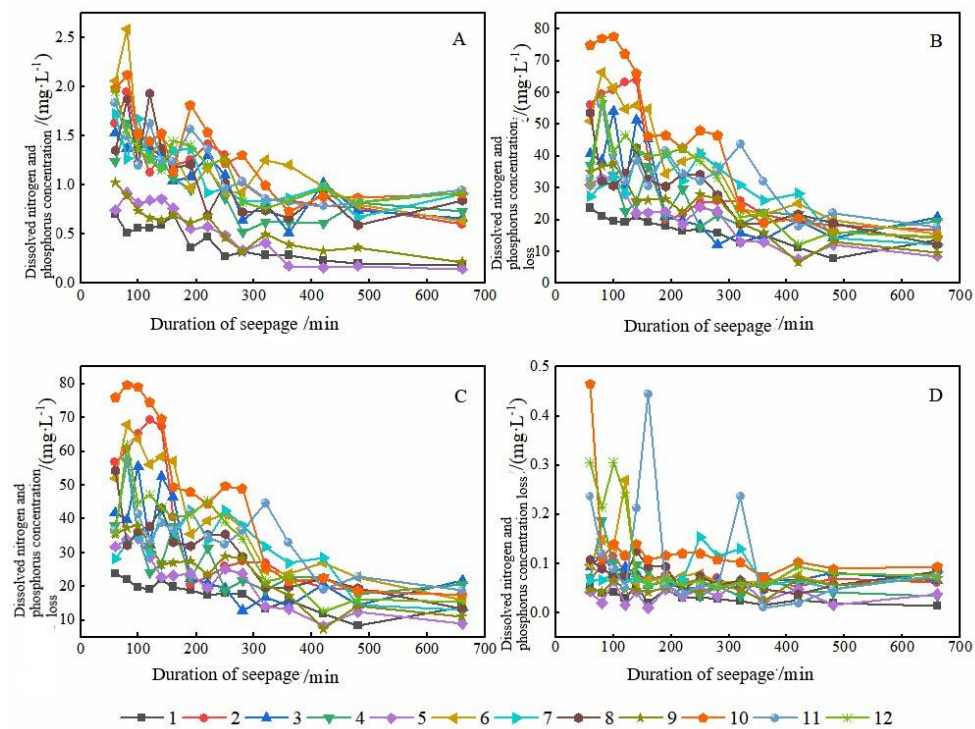 A
2.5
2.0
1.5
1.0
0.5
0.0
Dissolved nitrogen and
phosphorus concentration /(mg·L⁻¹)
0 100 200 300 400 500 600 700
Duration of seepage /min
B
80
70
60
50
40
30
20
10
0
Dissolved nitrogen and
phosphorus concentration /(mg·L⁻¹)
loss
0 100 200 300 400 500 600 700
Duration of seepage /min
C
80
70
60
50
40
30
20
10
Dissolved nitrogen and
phosphorus concentration /(mg·L⁻¹)
loss
0 100 200 300 400 500 600 700
Duration of seepage /min
D
0.5
0.4
0.3
0.2
0.1
0.0
Dissolved nitrogen and
phosphorus concentration loss /(mg·L⁻¹)
0 100 200 300 400 500 600 700
Duration of seepage /min
1 2 3 4 5 6 7 8 9 10 11 12